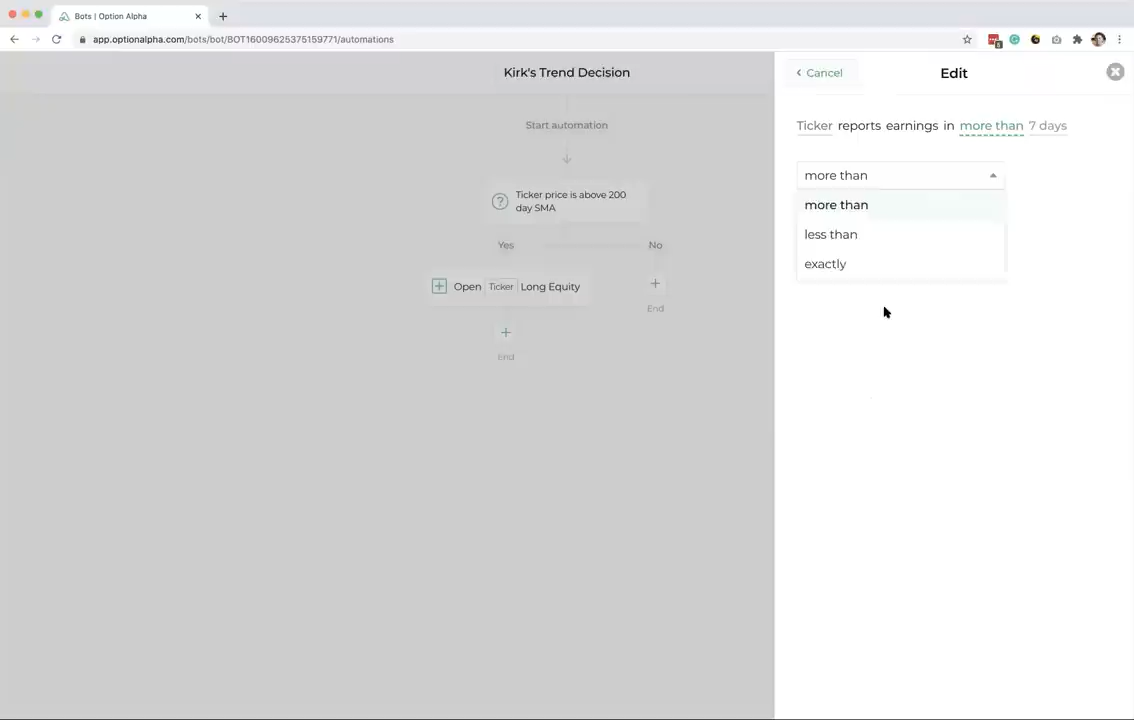 Bots | Option Alpha
app.optionalpha.com/bots/bot/BOT16009625375159771/automations
Kirk's Trend Decision
Start automation
Ticker price is above 200
day SMA
Yes
No
Open Ticker Long Equity
End
End
Cancel
Edit
Ticker reports earnings in more than 7 days
more than
more than
less than
exactly